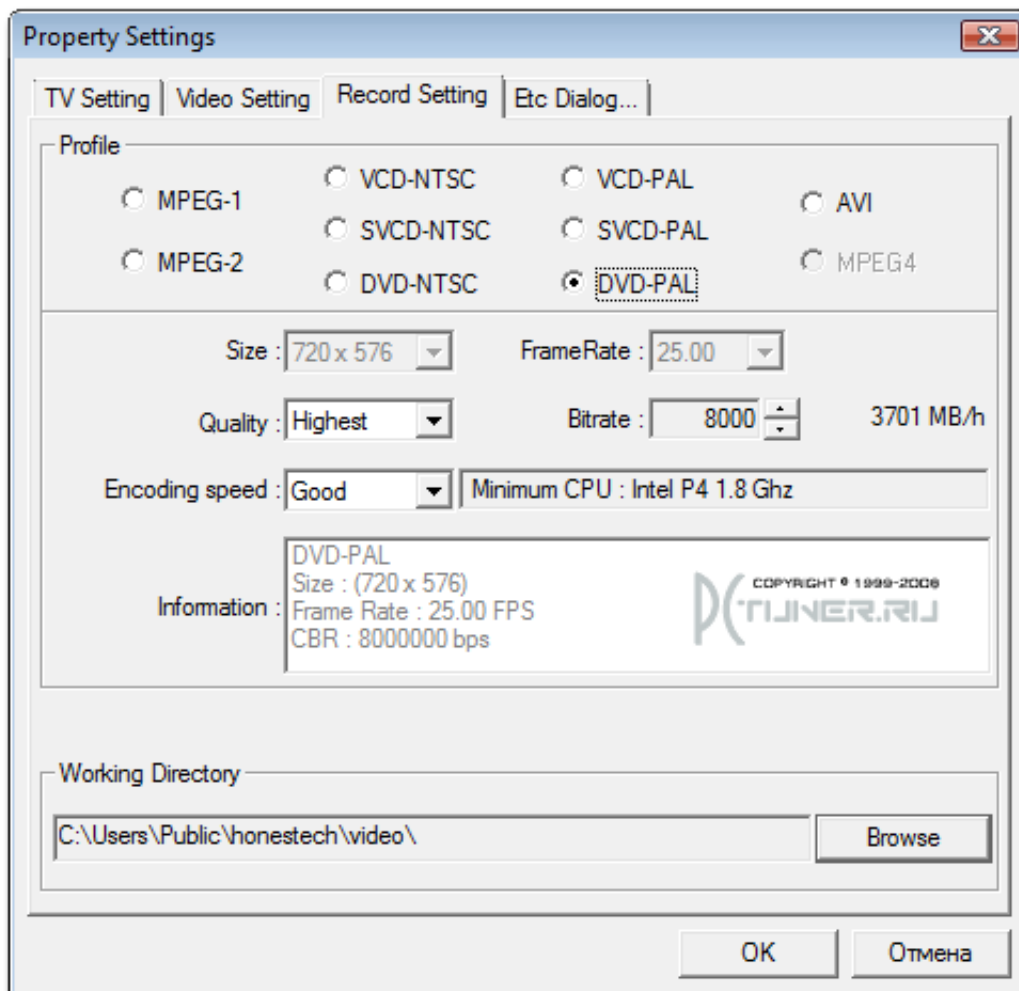 Property Settings
TV Setting Video Setting Record Setting Etc Dialog...
Profile
MPEG-1 VCD-NTSC VCD-PAL AVI
SVCD-NTSC SVCD-PAL
MPEG-2 DVD-NTSC DVD-PAL MPEG4
Size : 720 x 576 FrameRate : 25.00
Quality : Highest Bitrate : 8000 3701 MB/h
Encoding speed : Good Minimum CPU : Intel P4 1.8 Ghz
Information :
DVD-PAL
Size : (720 x 576)
Frame Rate : 25.00 FPS
CBR : 8000000 bps
COPYRIGHT © 1999-2006
PCTUNER.RU
Working Directory
C:\Users\Public\honestech\video\ Browse
OK Отмена